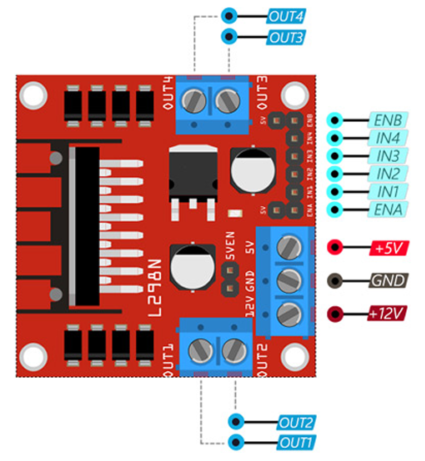 OUT4
OUT3
OUT4
OUT3
5V
ENB
IN4
IN3
IN2
IN1
5V
ENA
ENB
IN4
IN3
IN2
IN1
ENA
5VEN
5V
GND
12V
+5V
GND
+12V
L298N
OUT1
OUT2
OUT2
OUT1